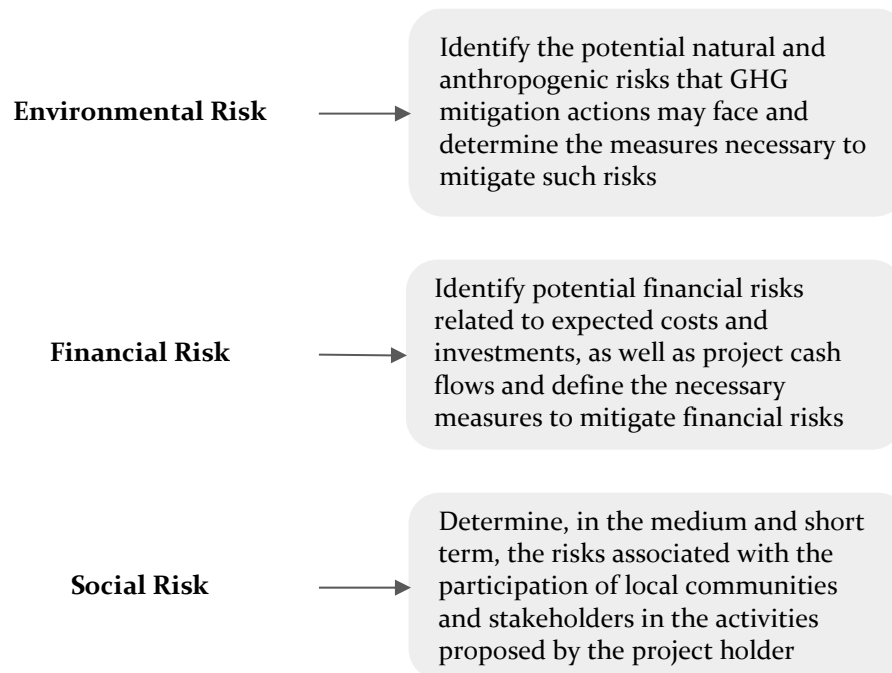 Environmental Risk
Identify the potential natural and
anthropogenic risks that GHG
mitigation actions may face and
determine the measures necessary to
mitigate such risks
Financial Risk
Identify potential financial risks
related to expected costs and
investments, as well as project cash
flows and define the necessary
measures to mitigate financial risks
Social Risk
Determine, in the medium and short
term, the risks associated with the
participation of local communities
and stakeholders in the activities
proposed by the project holder